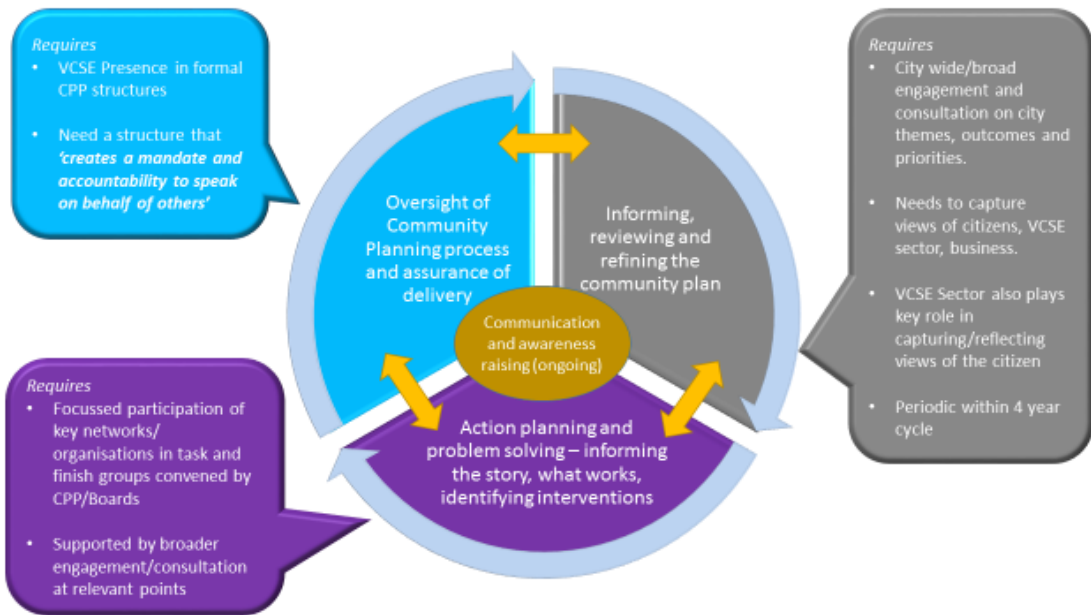 Requires
• VCSE Presence in formal
CPP structures
• Need a structure that
‘creates a mandate and
accountability to speak
on behalf of others’
Oversight of
Community
Planning process
and assurance of
delivery
Informing,
reviewing and
refining the
community plan
Requires
• City wide/broad
engagement and
consultation on city
themes, outcomes and
priorities.
• Needs to capture
views of citizens, VCSE
sector, business.
• VCSE Sector also plays
key role in
capturing/reflecting
views of the citizen
• Periodic within 4 year
cycle
Communication
and awareness
raising (ongoing)
Requires
• Focussed participation of
key networks/
organisations in task and
finish groups convened by
CPP/Boards
• Supported by broader
engagement/consultation
at relevant points
Action planning and
problem solving – informing
the story, what works,
identifying interventions